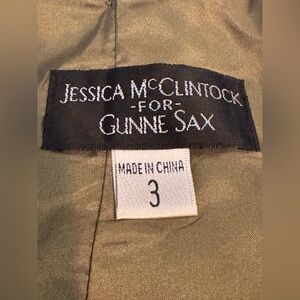 JESSICA McCLINTOCK
-FOR-
GUNNE SAX
MADE IN CHINA
3